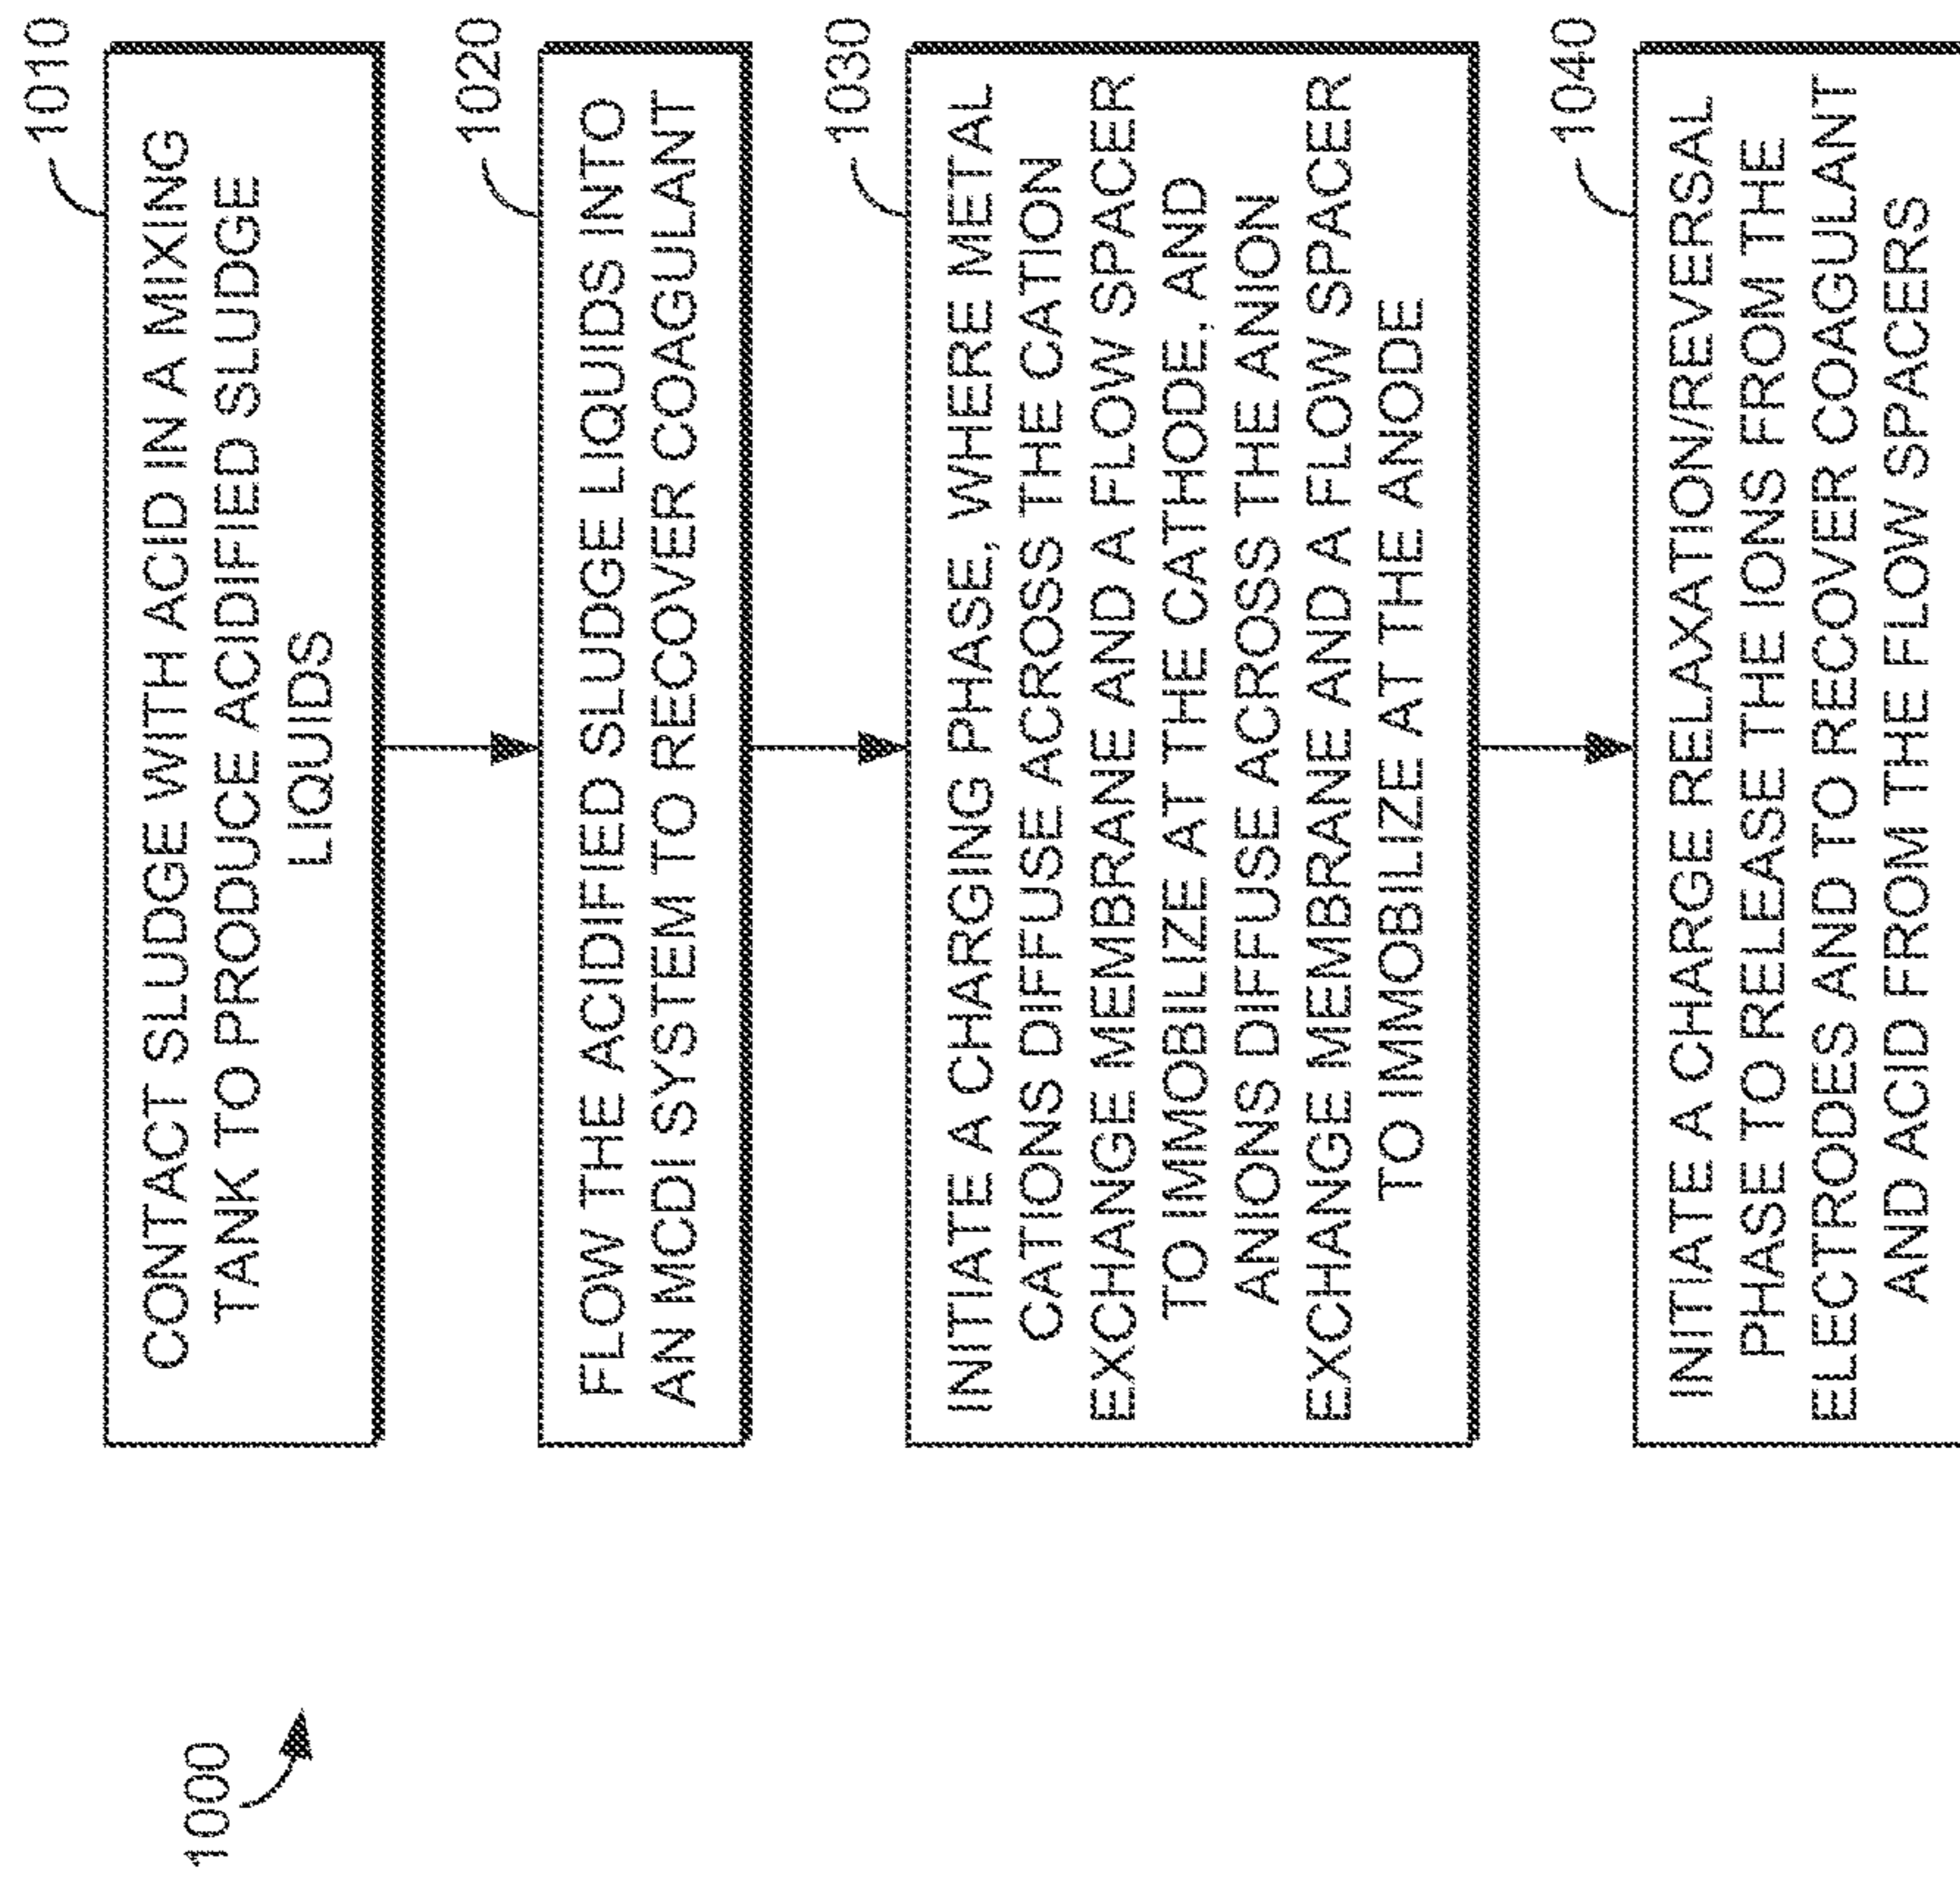 1000
1010
CONTACT SLUDGE WITH ACID IN A MIXING
TANK TO PRODUCE ACIDIFIED SLUDGE
LIQUIDS
1020
FLOW THE ACIDIFIED SLUDGE LIQUIDS INTO
AN MCDI SYSTEM TO RECOVER COAGULANT
1030
INITIATE A CHARGING PHASE, WHERE METAL
CATIONS DIFFUSE ACROSS THE CATION
EXCHANGE MEMBRANE AND A FLOW SPACER
TO IMMOBILIZE AT THE CATHODE, AND
ANIONS DIFFUSE ACROSS THE ANION
EXCHANGE MEMBRANE AND A FLOW SPACER
TO IMMOBILIZE AT THE ANODE
1040
INITIATE A CHARGE RELAXATION/REVERSAL
PHASE TO RELEASE THE IONS FROM THE
ELECTRODES AND TO RECOVER COAGULANT
AND ACID FROM THE FLOW SPACERS